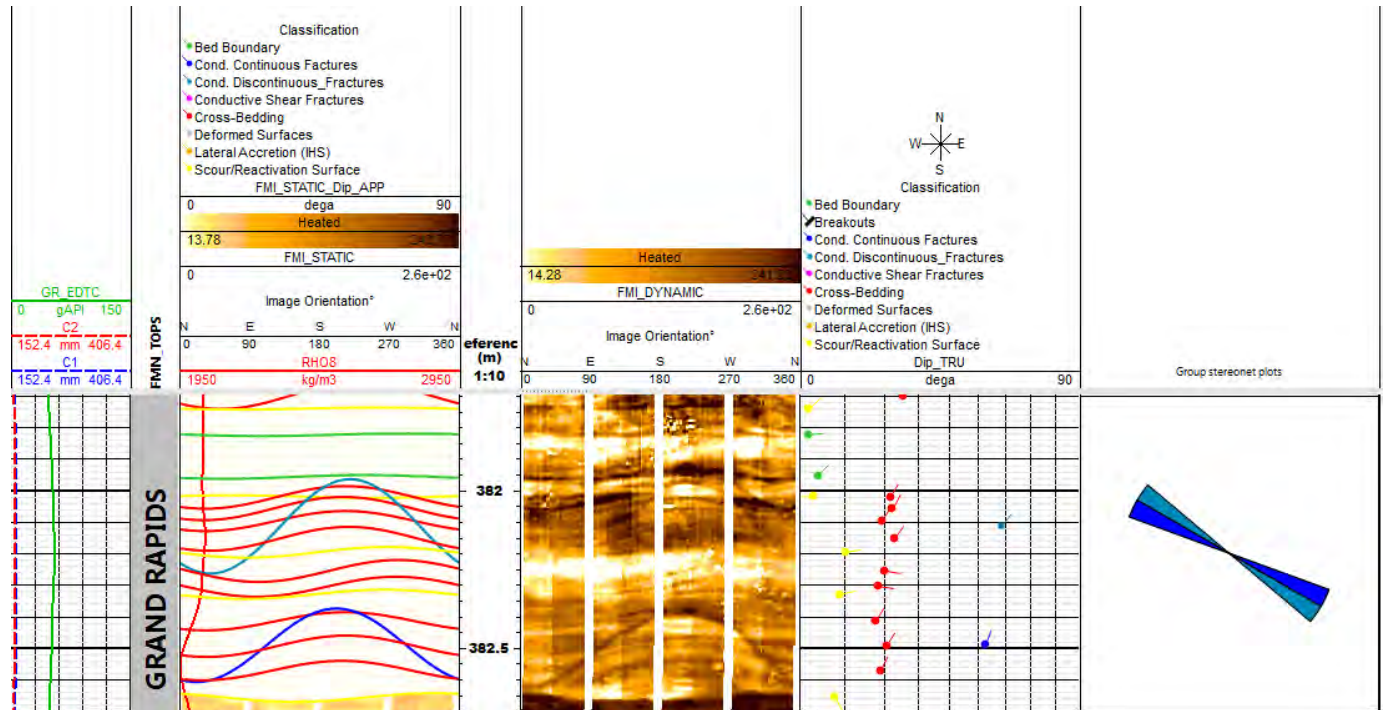 GR_EDTC
0 gAPI 150
C2
152.4 mm 406.4
C1
152.4 mm 406.4
FMN_TOPS
Classification
Bed Boundary
Cond. Continuous Factures
Cond. Discontinuous_Fractures
Conductive Shear Fractures
Cross-Bedding
Deformed Surfaces
Lateral Accretion (IHS)
Scour/Reactivation Surface
FMI_STATIC_Dip_APP
0 dega 90
Heated
13.78
FMI_STATIC
0 2.6e+02
Image Orientation°
N E S W N
0 90 180 270 360
RHO8
1950 kg/m3 2950
eferenc
(m)
1:10
Heated
14.28
FMI_DYNAMIC
0 2.6e+02
Image Orientation°
N E S W N
0 90 180 270 360
N
W E
S
Classification
Bed Boundary
Breakouts
Cond. Continuous Factures
Cond. Discontinuous_Fractures
Conductive Shear Fractures
Cross-Bedding
Deformed Surfaces
Lateral Accretion (IHS)
Scour/Reactivation Surface
Dip_TRU
0 dega 90
Group stereonet plots
GRAND RAPIDS
382
382.5